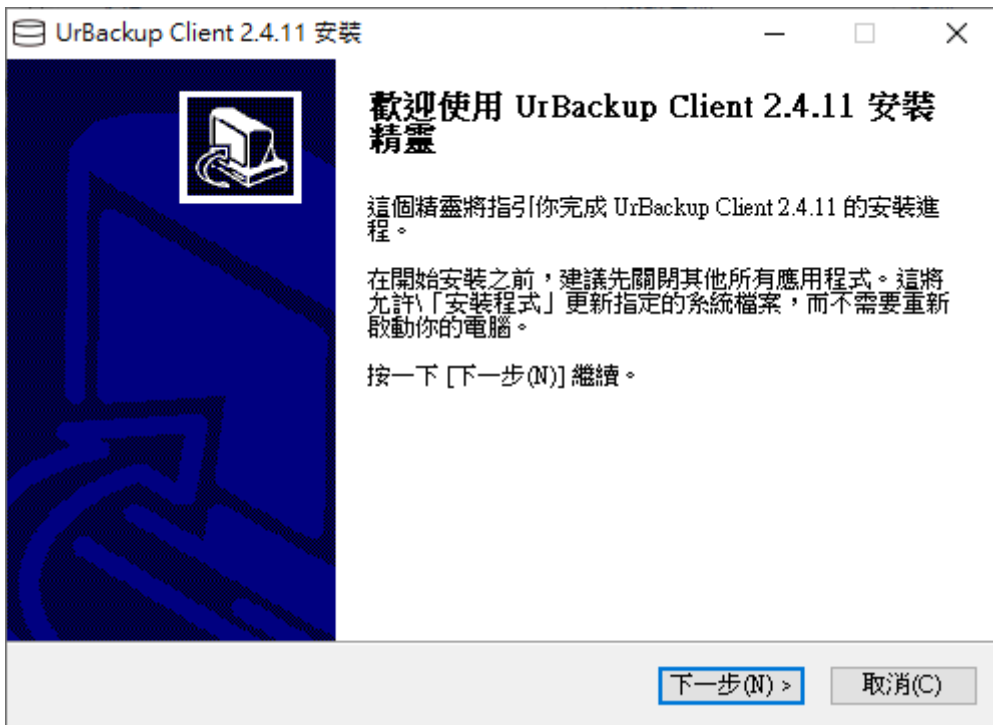 UrBackup Client 2.4.11 安裝
歡迎使用 UrBackup Client 2.4.11 安裝
精靈
這個精靈將指引你完成 UrBackup Client 2.4.11 的安裝進
程。
在開始安裝之前，建議先關閉其他所有應用程式。這將
允許\「安裝程式」更新指定的系統檔案，而不需要重新
啟動你的電腦。
按一下 [下一步(N)] 繼續。
下一步(N) >
取消(C)